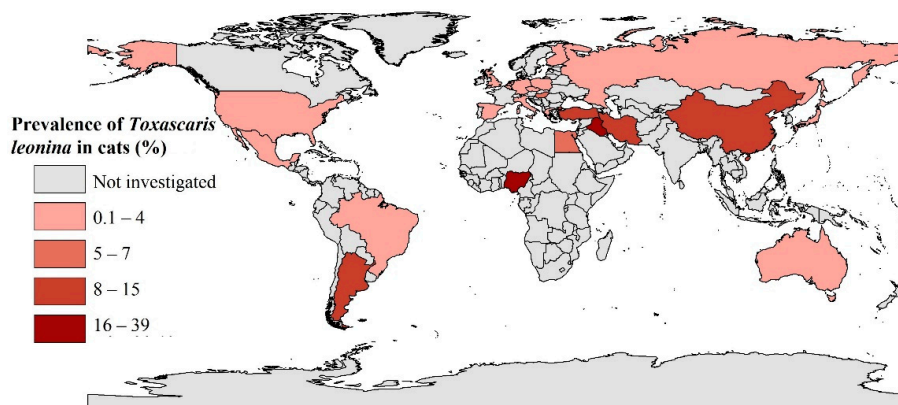 Prevalence of Toxascaris
leonina in cats (%)
Not investigated
0.1 – 4
5 – 7
8 – 15
16 – 39